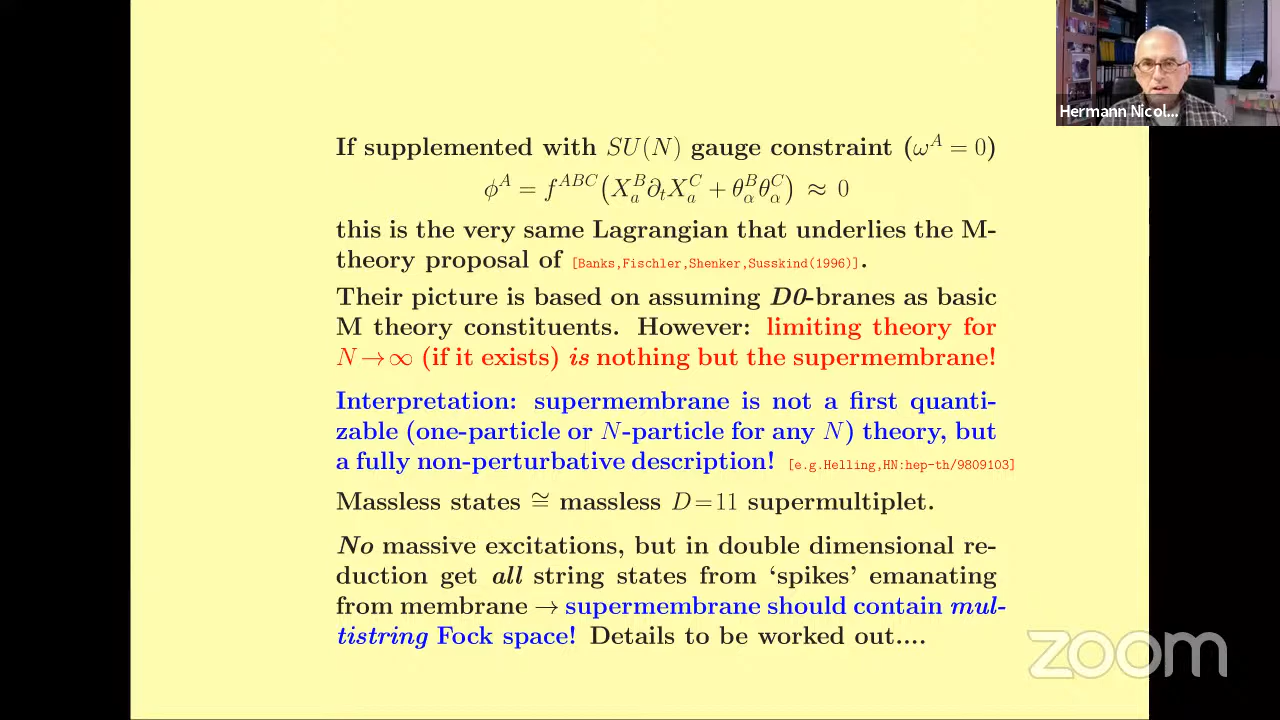 Hermann Nicol...
If supplemented with SU(N) gauge constraint (ω^A = 0)
φ^A = f^{ABC}(X_a^B ∂_t X_a^C + θ_α^B θ_α^C) ≈ 0
this is the very same Lagrangian that underlies the M-
theory proposal of [Banks,Fischler,Shenker,Susskind(1996)].
Their picture is based on assuming D0-branes as basic
M theory constituents. However: limiting theory for
N→∞ (if it exists) is nothing but the supermembrane!
Interpretation: supermembrane is not a first quanti-
zable (one-particle or N-particle for any N) theory, but
a fully non-perturbative description! [e.g.Helling,HN:hep-th/9809103]
Massless states ≅ massless D=11 supermultiplet.
No massive excitations, but in double dimensional re-
duction get all string states from ‘spikes’ emanating
from membrane → supermembrane should contain mul-
tistring Fock space! Details to be worked out....
zoom